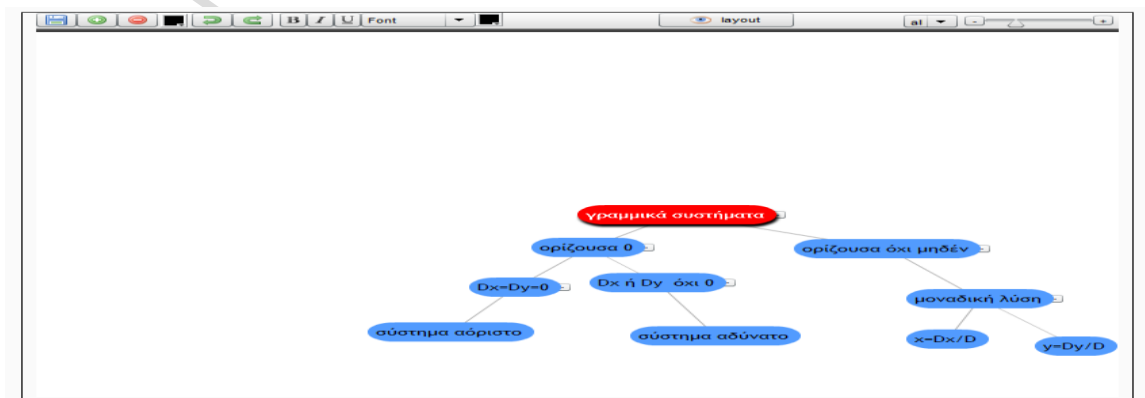 B I U Font layout al - +
γραμμικά συστήματα
ορίζουσα 0
ορίζουσα όχι μηδέν
Dx=Dy=0
Dx ή Dy όχι 0
μοναδική λύση
σύστημα αόριστο
σύστημα αδύνατο
x=Dx/D
y=Dy/D